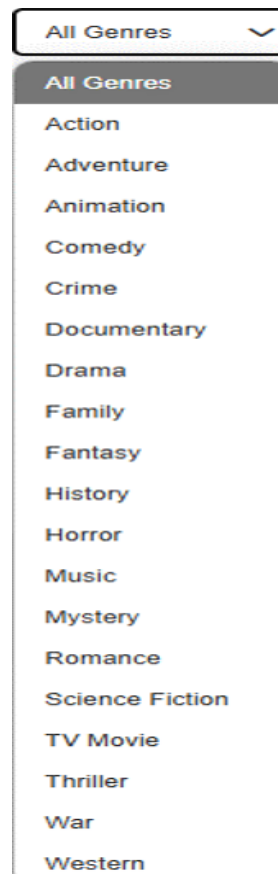 All Genres
All Genres
Action
Adventure
Animation
Comedy
Crime
Documentary
Drama
Family
Fantasy
History
Horror
Music
Mystery
Romance
Science Fiction
TV Movie
Thriller
War
Western